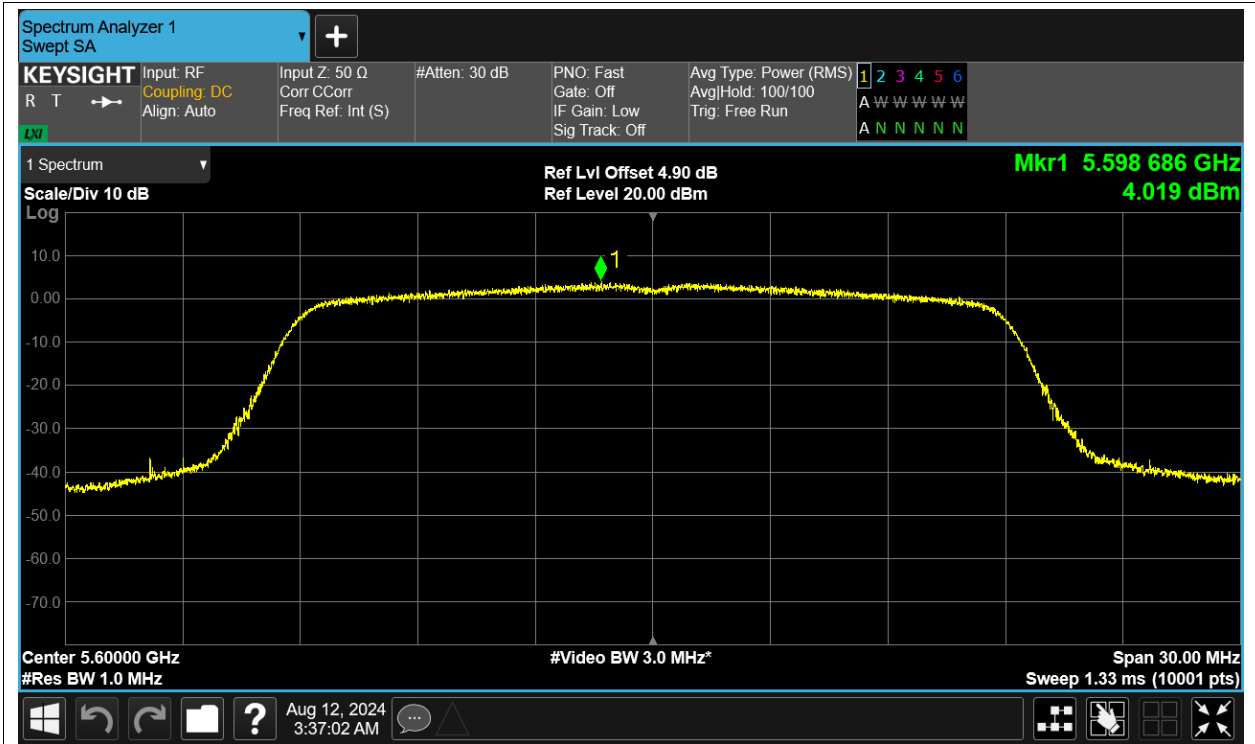 Spectrum Analyzer 1
Swept SA
KEYSIGHT
R T
LXI
Input: RF
Coupling: DC
Align: Auto
Input Z: 50 Ω
Corr CCorr
Freq Ref: Int (S)
#Atten: 30 dB
PNO: Fast
Gate: Off
IF Gain: Low
Sig Track: Off
Avg Type: Power (RMS)
Avg|Hold: 100/100
Trig: Free Run
1 2 3 4 5 6
A W W W W W
A N N N N N
1 Spectrum
Scale/Div 10 dB
Log
Ref Lvl Offset 4.90 dB
Ref Level 20.00 dBm
Mkr1 5.598 686 GHz
4.019 dBm
1
10.0
0.00
-10.0
-20.0
-30.0
-40.0
-50.0
-60.0
-70.0
Center 5.60000 GHz
#Res BW 1.0 MHz
#Video BW 3.0 MHz*
Span 30.00 MHz
Sweep 1.33 ms (10001 pts)
?
Aug 12, 2024
3:37:02 AM